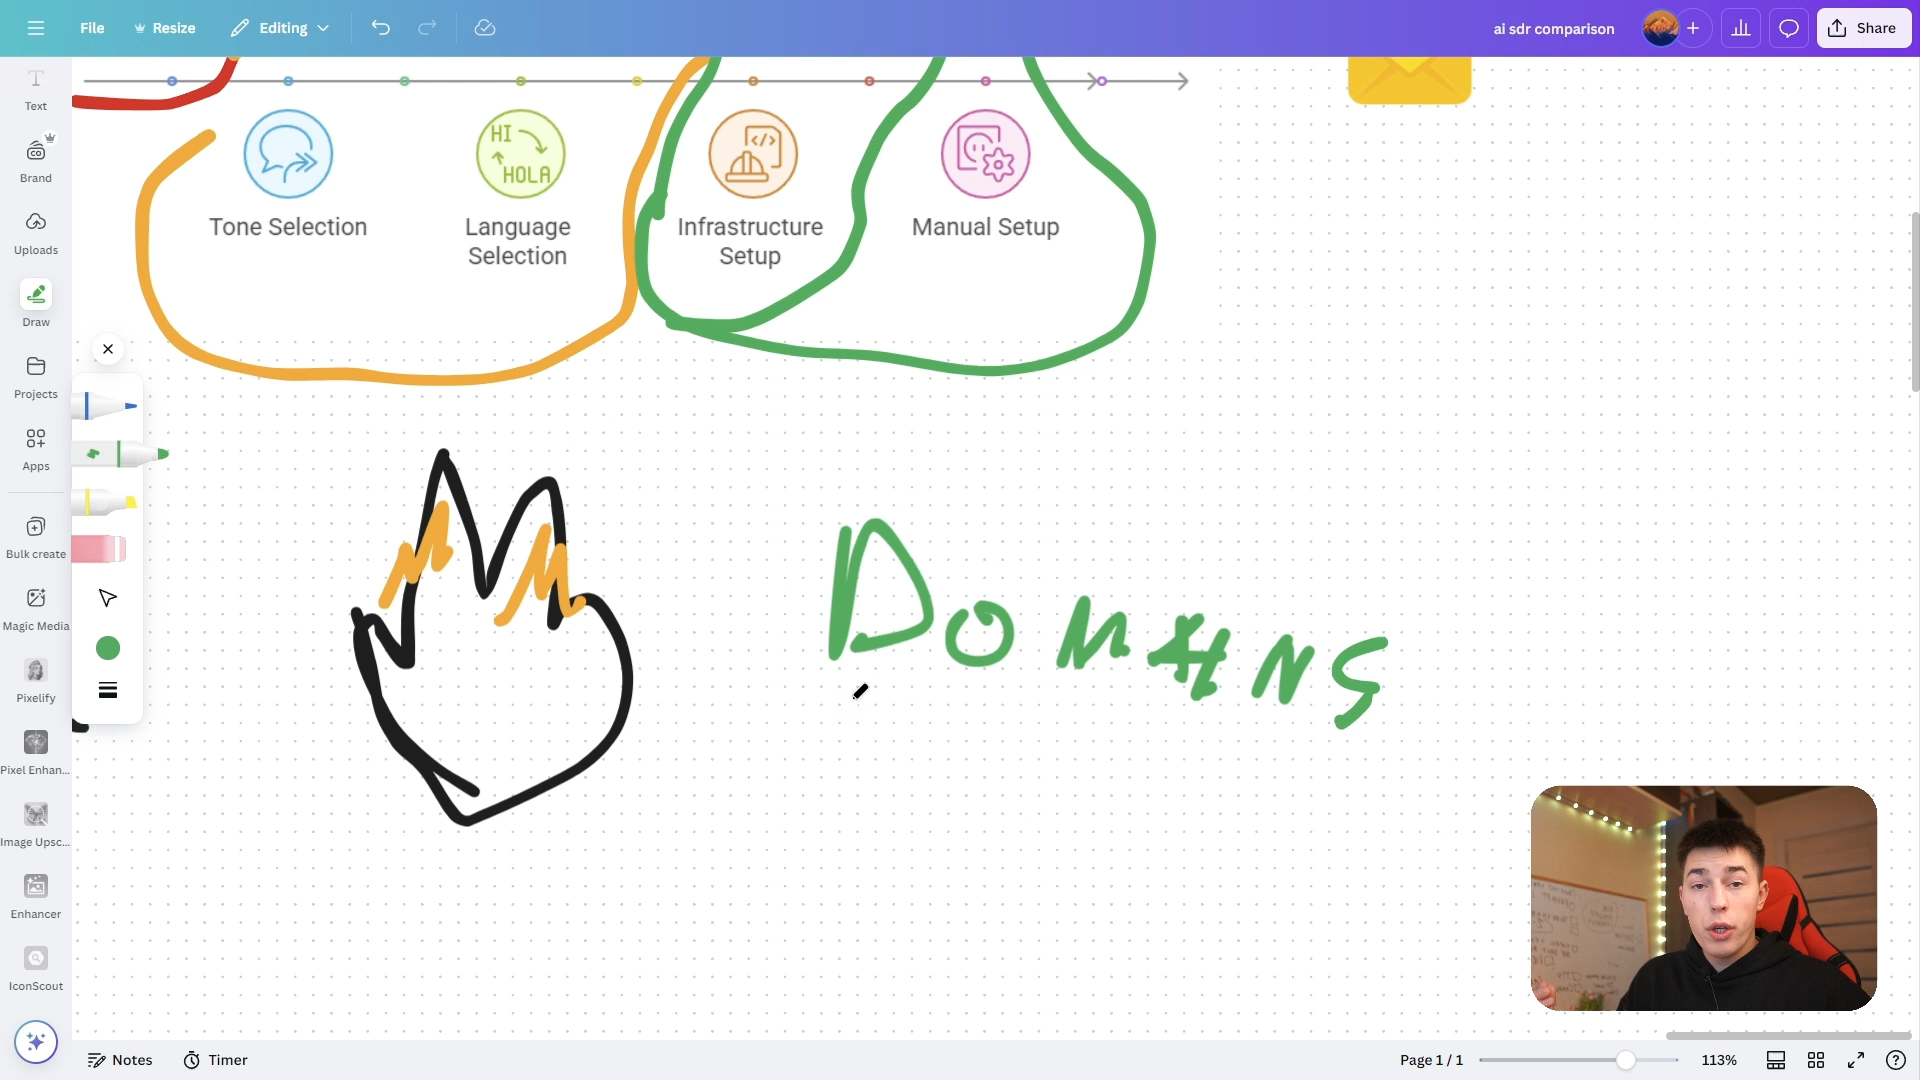 File
Resize
Editing
ai sdr comparison
Share
Text
Brand
Uploads
Draw
Projects
Apps
Bulk create
Magic Media
Pixelify
Pixel Enhan...
Image Upsc...
Enhancer
IconScout
HI
HOLA
Tone Selection
Language
Selection
Infrastructure
Setup
Manual Setup
DOMAINS
Notes
Timer
Page 1 / 1
113%